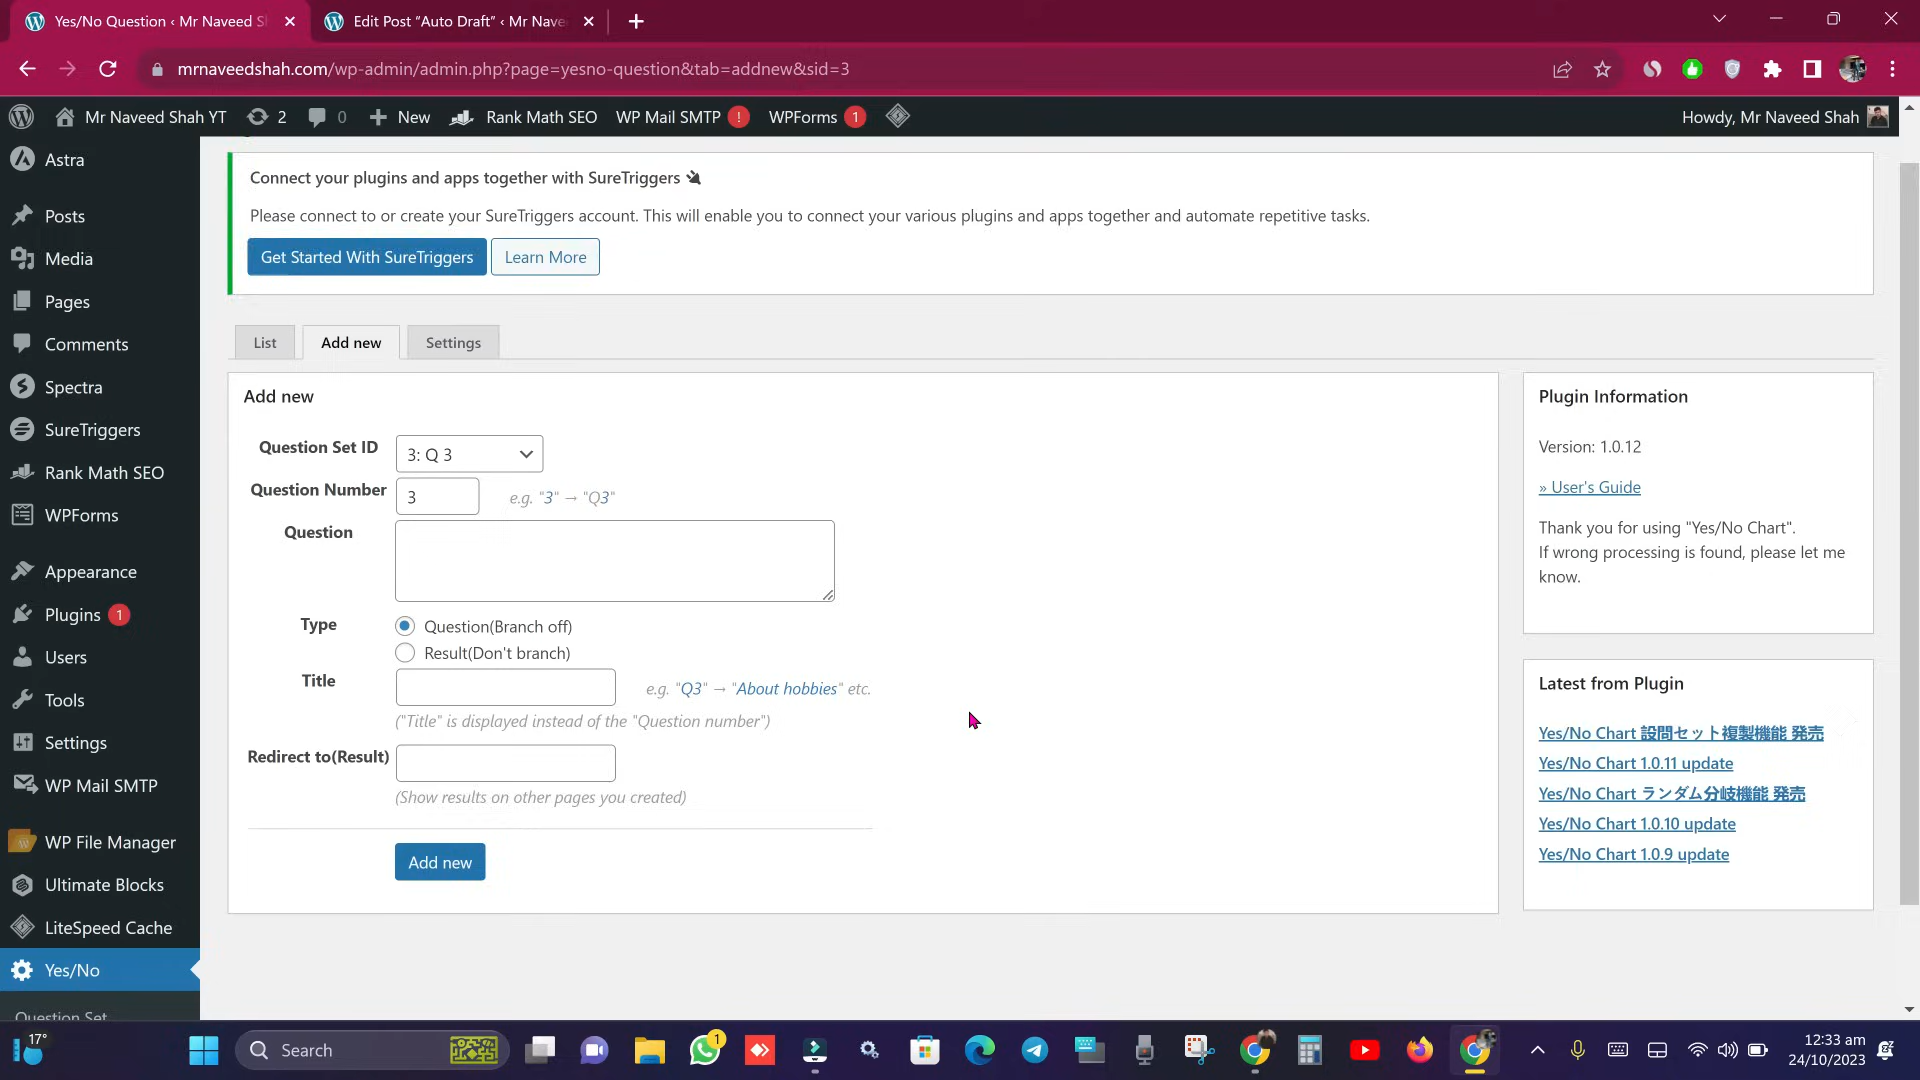 Yes/No Question ‹ Mr Naveed S
Edit Post “Auto Draft” ‹ Mr Nave
mrnaveedshah.com/wp-admin/admin.php?page=yesno-question&tab=addnew&sid=3
Mr Naveed Shah YT
2
0
New
Rank Math SEO
WP Mail SMTP !
WPForms 1
Howdy, Mr Naveed Shah
Astra
Posts
Media
Pages
Comments
Spectra
SureTriggers
Rank Math SEO
WPForms
Appearance
Plugins 1
Users
Tools
Settings
WP Mail SMTP
WP File Manager
Ultimate Blocks
LiteSpeed Cache
Yes/No
Question Set
Connect your plugins and apps together with SureTriggers
Please connect to or create your SureTriggers account. This will enable you to connect your various plugins and apps together and automate repetitive tasks.
Get Started With SureTriggers
Learn More
List
Add new
Settings
Add new
Question Set ID
3: Q 3
Question Number
3
e.g. "3" → "Q3"
Question
Type
Question(Branch off)
Result(Don't branch)
Title
e.g. "Q3" → "About hobbies" etc.
("Title" is displayed instead of the "Question number")
Redirect to(Result)
(Show results on other pages you created)
Add new
Plugin Information
Version: 1.0.12
» User's Guide
Thank you for using "Yes/No Chart".
If wrong processing is found, please let me
know.
Latest from Plugin
Yes/No Chart 設問セット複製機能 発売
Yes/No Chart 1.0.11 update
Yes/No Chart ランダム分岐機能 発売
Yes/No Chart 1.0.10 update
Yes/No Chart 1.0.9 update
17°
Search
1
12:33 am
24/10/2023